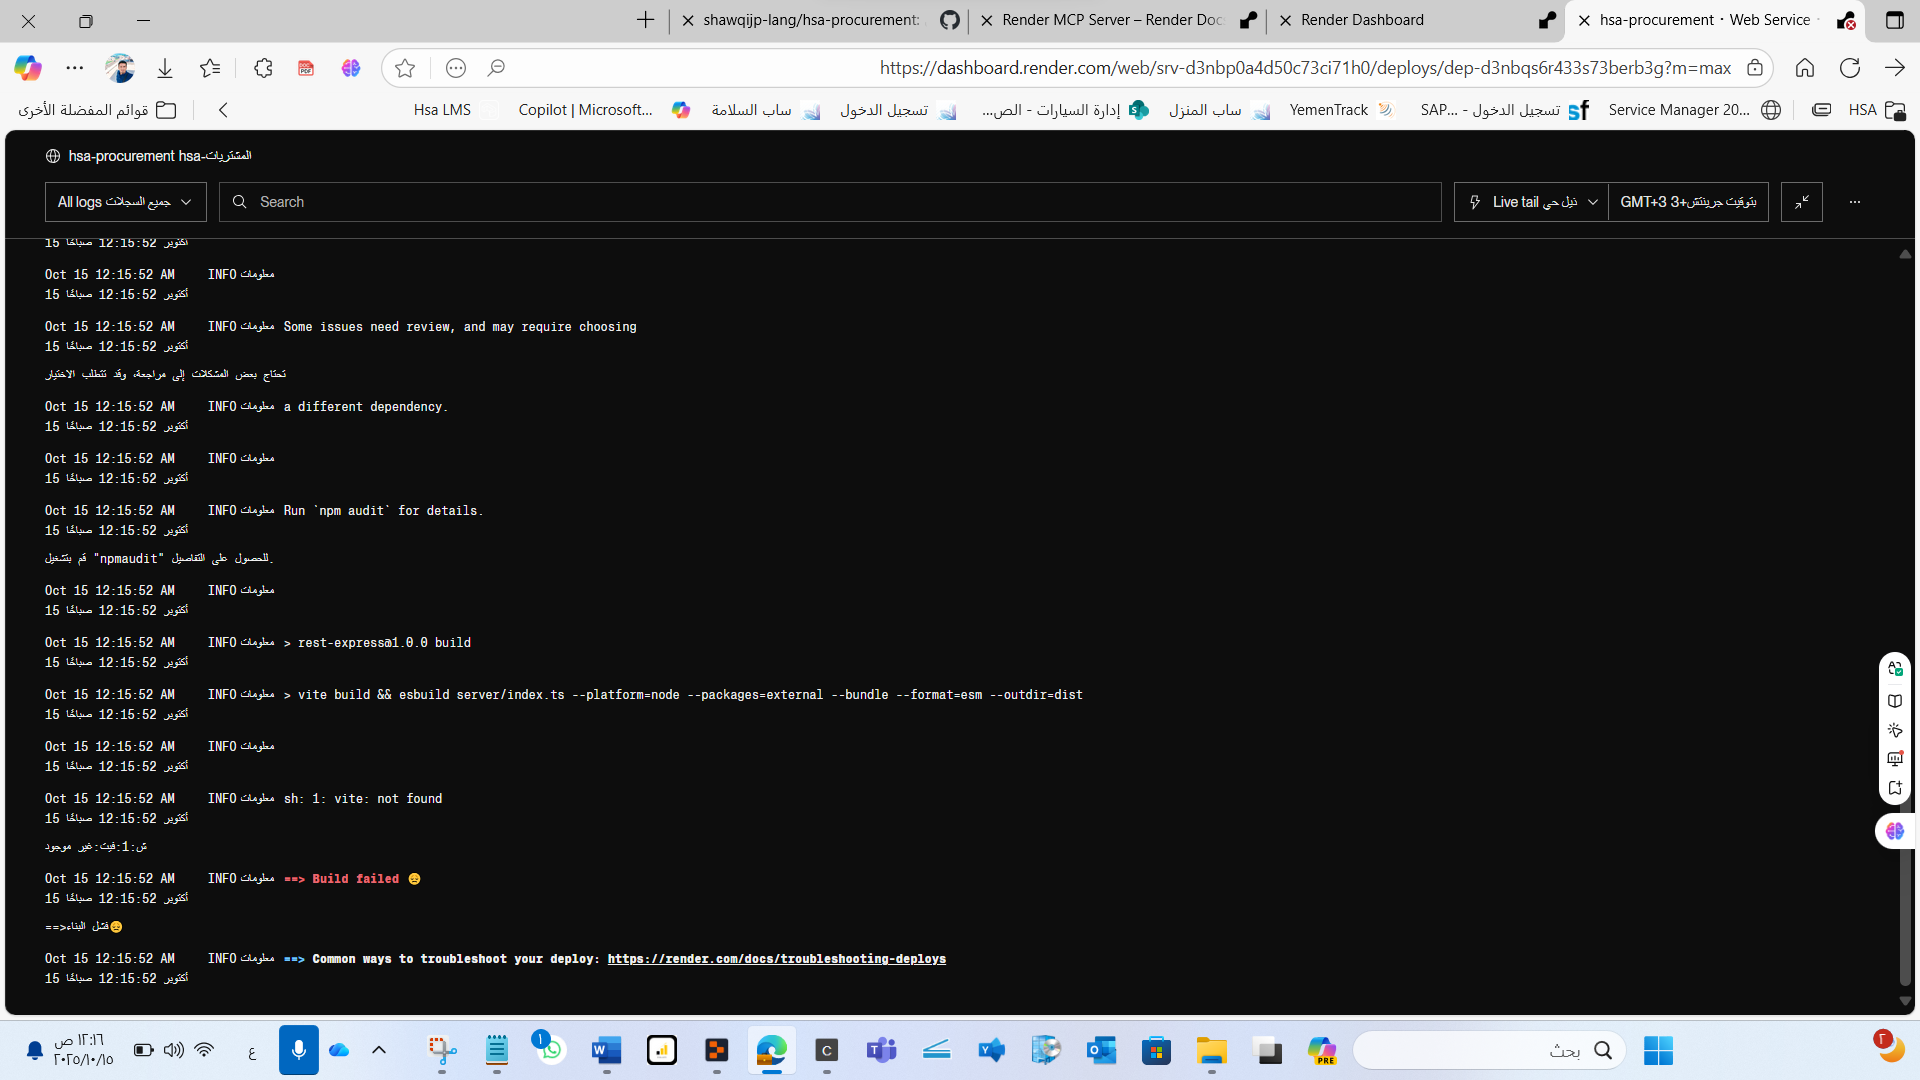 shawqijp-lang/hsa-procurement:
Render MCP Server – Render Doc
Render Dashboard
hsa-procurement · Web Service
https://dashboard.render.com/web/srv-d3nbp0a4d50c73ci71h0/deploys/dep-d3nbqs6r433s73berb3g?m=max
قوائم المفضلة الأخرى
Hsa LMS
Copilot | Microsoft...
ساب السلامة
تسجيل الدخول
إدارة السيارات - الص...
ساب المنزل
YemenTrack
تسجيل الدخول - ...SAP
Service Manager 20...
HSA
hsa-procurement hsa-المشتريات
All logs جميع السجلات
Search
Live tail ذيل حي
GMT+3 بتوقيت جرينتش+3
15 أكتوبر 12:15:52 صباحًا
Oct 15 12:15:52 AM INFO معلومات
15 أكتوبر 12:15:52 صباحًا
Oct 15 12:15:52 AM INFO معلومات Some issues need review, and may require choosing
15 أكتوبر 12:15:52 صباحًا
تحتاج بعض المشكلات إلى مراجعة، وقد تتطلب الاختيار
Oct 15 12:15:52 AM INFO معلومات a different dependency.
15 أكتوبر 12:15:52 صباحًا
Oct 15 12:15:52 AM INFO معلومات
15 أكتوبر 12:15:52 صباحًا
Oct 15 12:15:52 AM INFO معلومات Run `npm audit` for details.
15 أكتوبر 12:15:52 صباحًا
قم بتشغيل "npmaudit" للحصول على التفاصيل.
Oct 15 12:15:52 AM INFO معلومات
15 أكتوبر 12:15:52 صباحًا
Oct 15 12:15:52 AM INFO معلومات > rest-express@1.0.0 build
15 أكتوبر 12:15:52 صباحًا
Oct 15 12:15:52 AM INFO معلومات > vite build && esbuild server/index.ts --platform=node --packages=external --bundle --format=esm --outdir=dist
15 أكتوبر 12:15:52 صباحًا
Oct 15 12:15:52 AM INFO معلومات
15 أكتوبر 12:15:52 صباحًا
Oct 15 12:15:52 AM INFO معلومات sh: 1: vite: not found
15 أكتوبر 12:15:52 صباحًا
ش:1:فيت:غير موجود
Oct 15 12:15:52 AM INFO معلومات ==> Build failed 😞
15 أكتوبر 12:15:52 صباحًا
==>فشل البناء😞
Oct 15 12:15:52 AM INFO معلومات ==> Common ways to troubleshoot your deploy: https://render.com/docs/troubleshooting-deploys
15 أكتوبر 12:15:52 صباحًا
١٢:١٦ ص
٢٠٢٥/١٠/١٥
ع
١
PRE
بحث
٢